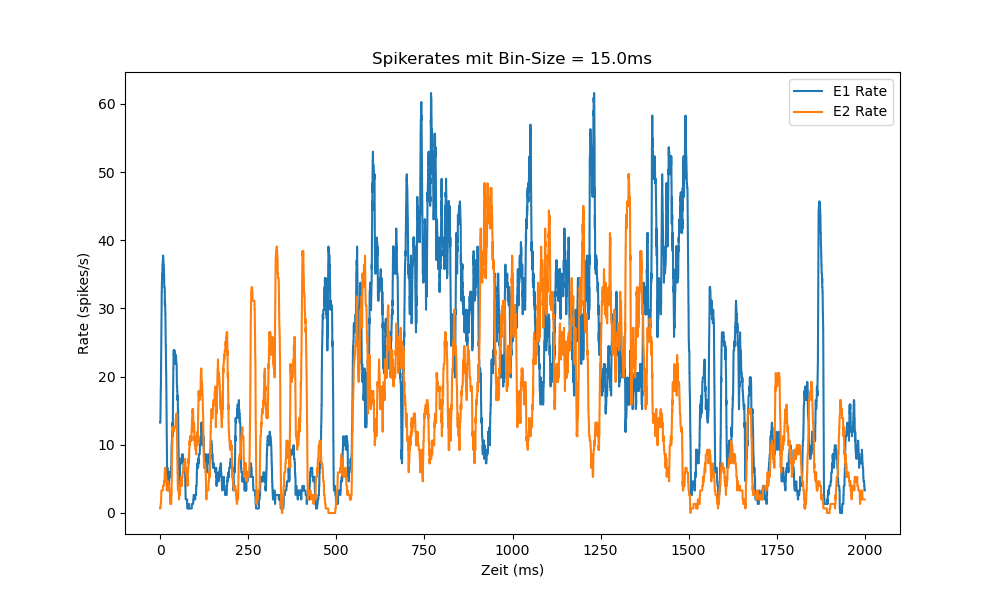 Spikerates mit Bin-Size = 15.0ms
E1 Rate
E2 Rate
60
50
40
30
20
10
0
Rate (spikes/s)
0 250 500 750 1000 1250 1500 1750 2000
Zeit (ms)